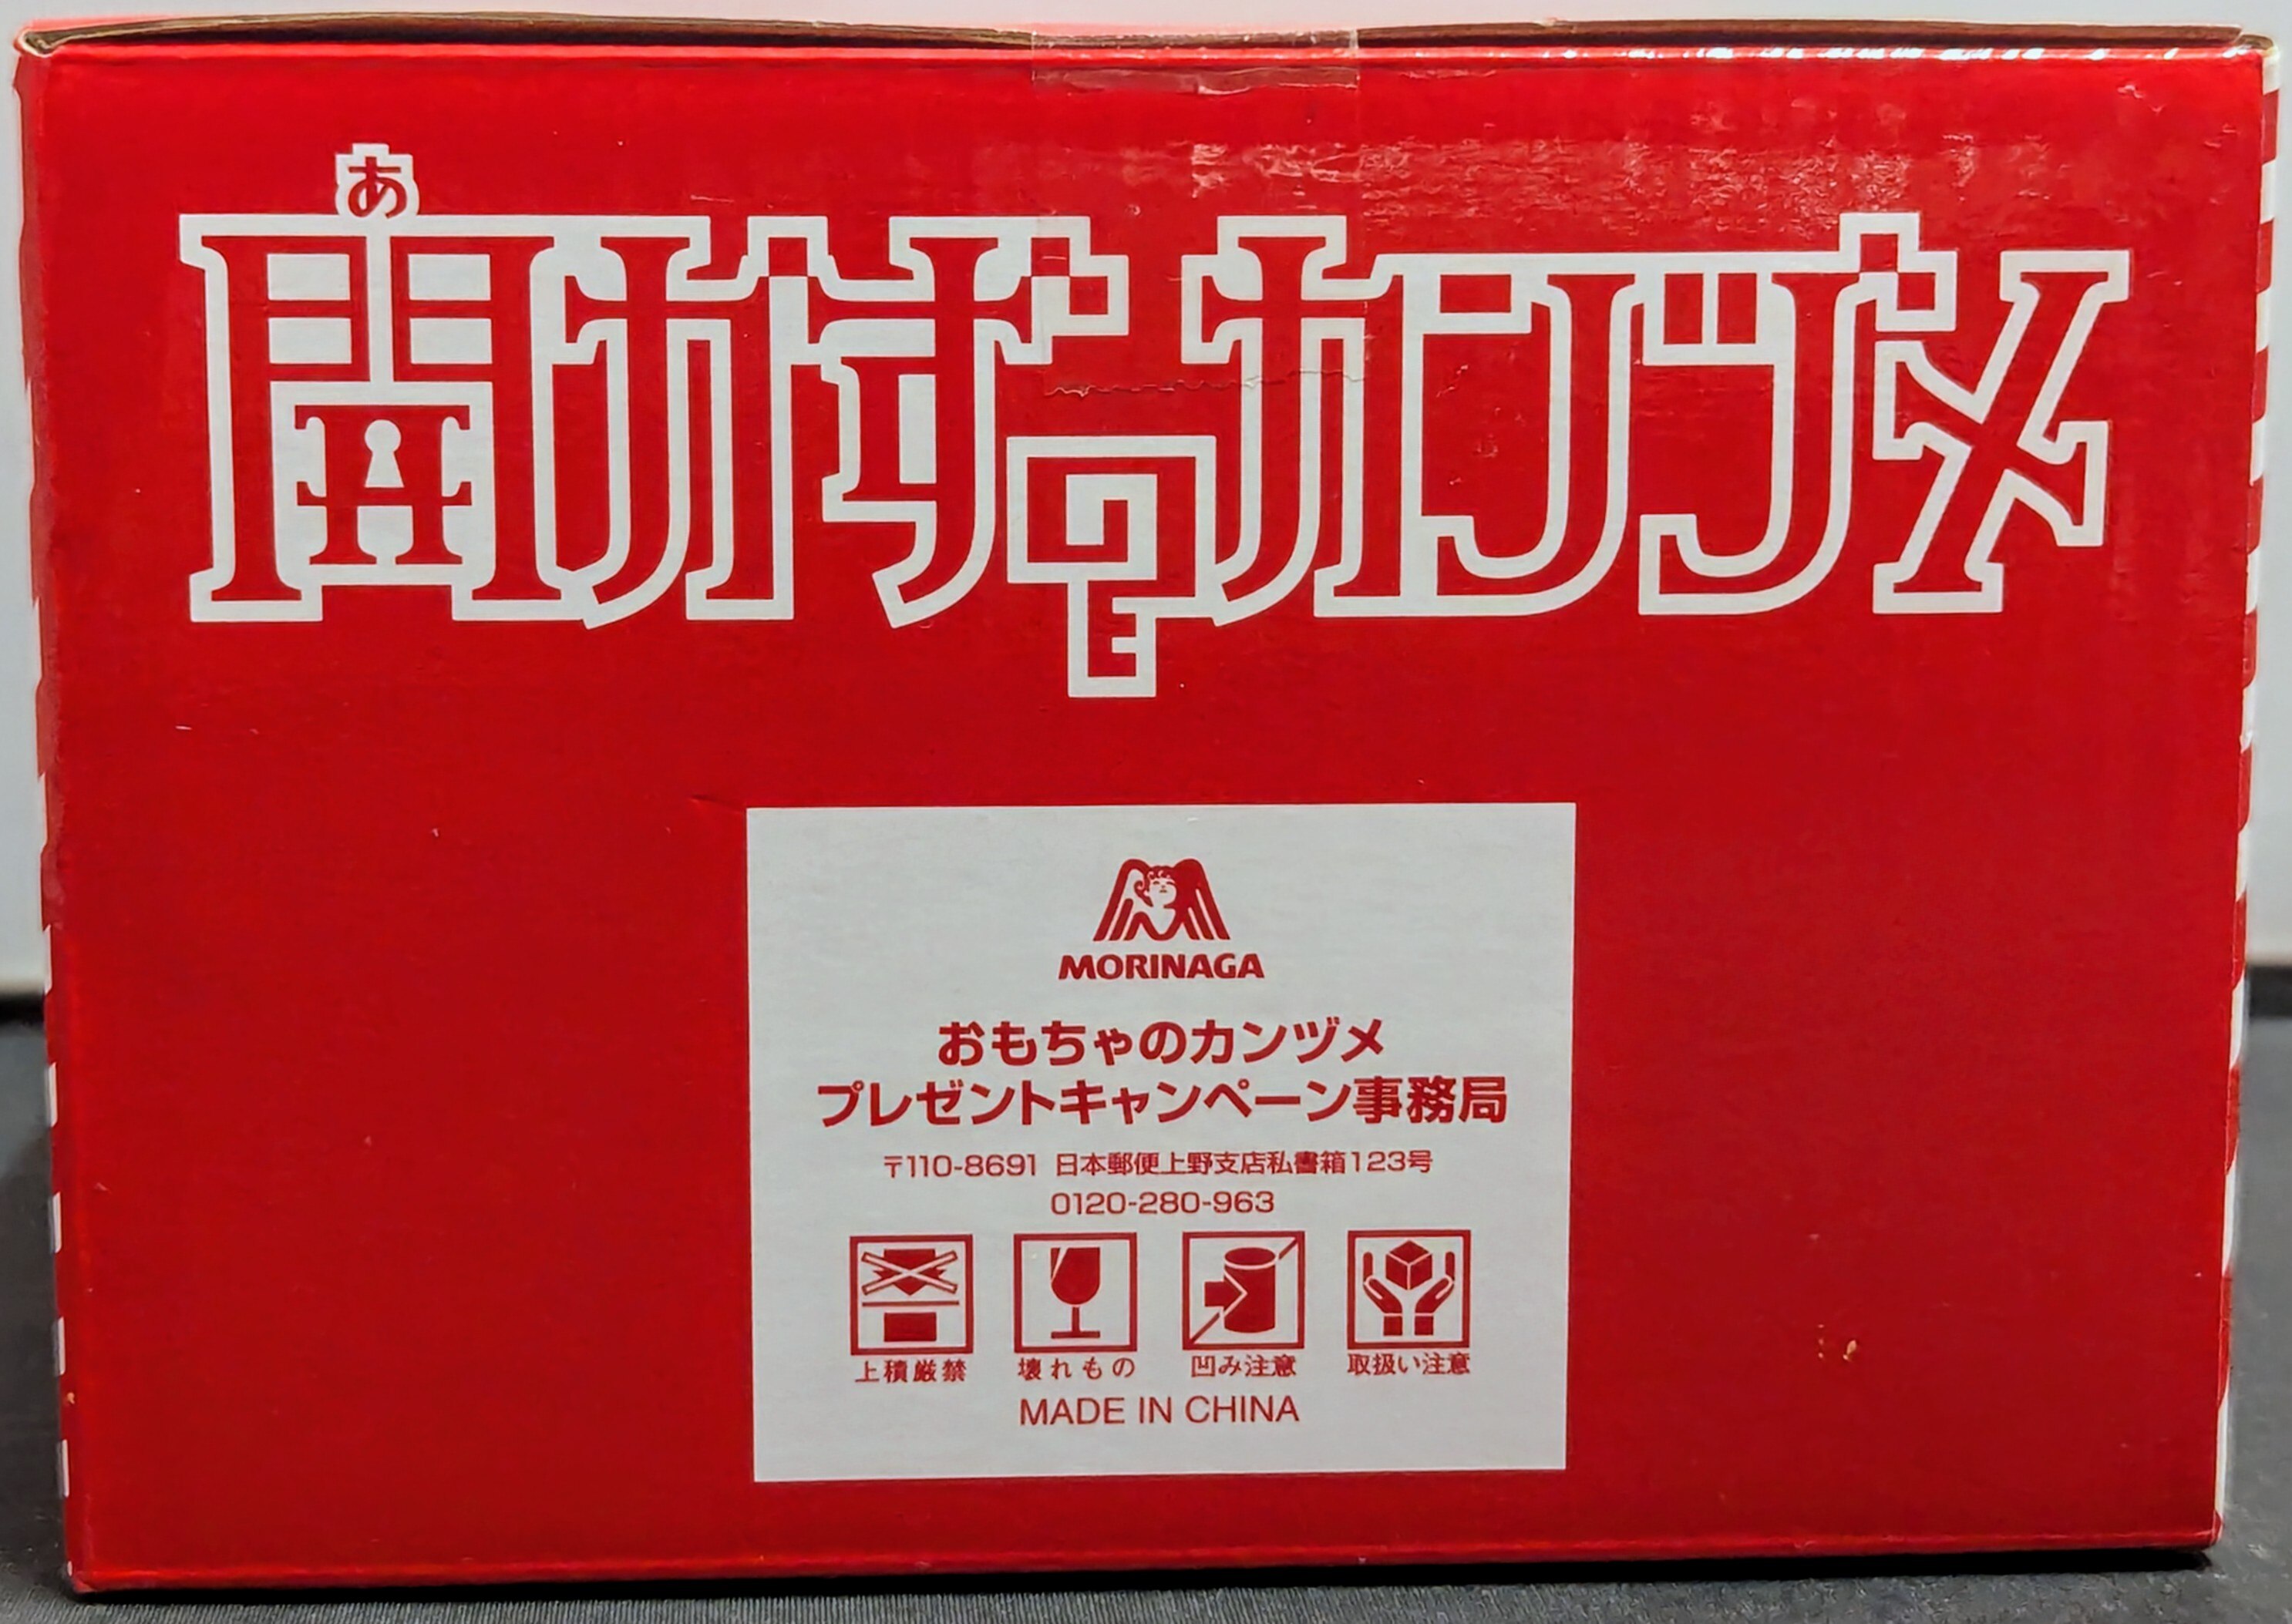 あ
開かずのカンヅメ
MORINAGA
おもちゃのカンヅメ
プレゼントキャンペーン事務局
〒110-8691 日本郵便上野支店私書箱123号
0120-280-963
上積厳禁 壊れもの 凹み注意 取扱い注意
MADE IN CHINA